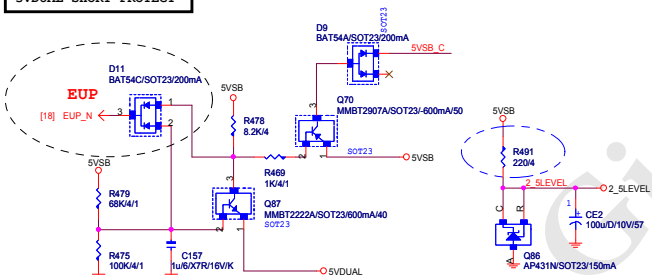 5VDUAL SHORT PROTECT
D9
BAT54A/SOT23/200mA
SOT23
5VSB_C
D11
BAT54C/SOT23/200mA
EUP
[18] EUP_N
3
1
2
5VSB
R478
8.2K/4
3
Q70
MMBT2907A/SOT23/-600mA/50
2
1
SOT23
5VSB
R469
1K/4/1
5VSB
R479
68K/4/1
3
Q87
MMBT2222A/SOT23/600mA/40
SOT23
2
1
R475
100K/4/1
C157
1u/6/X7R/16V/K
5VDUAL
5VSB
R491
220/4
2_5LEVEL
2_5LEVEL
C
R
A
Q86
AP431N/SOT23/150mA
1
+
CE2
100u/D/10V/57
Gi